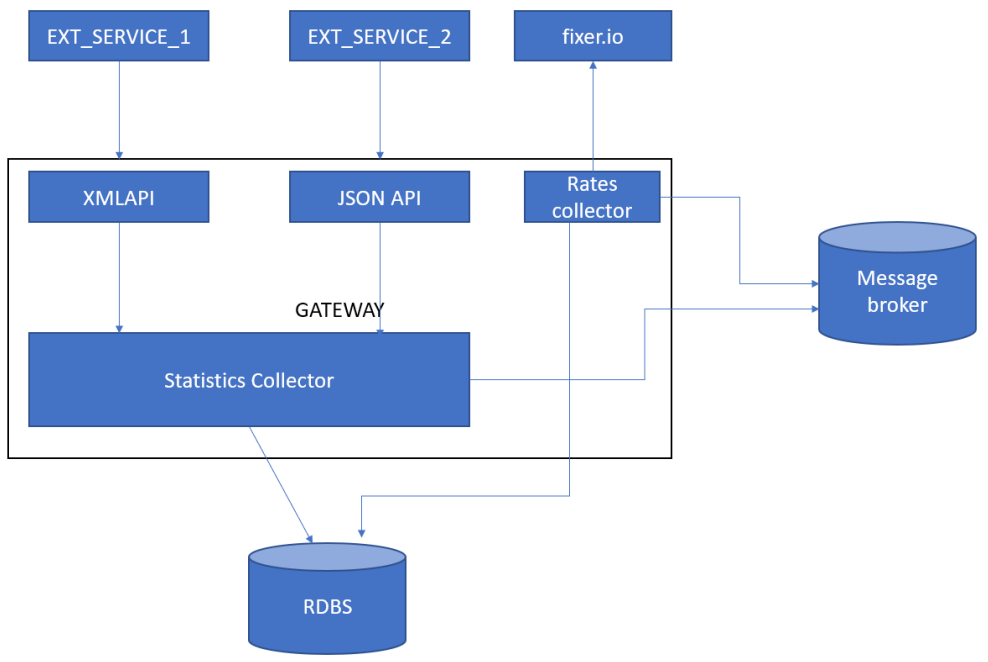 EXT_SERVICE_1
EXT_SERVICE_2
fixer.io
XMLAPI
JSON API
Rates
collector
Message
broker
GATEWAY
Statistics Collector
RDBS